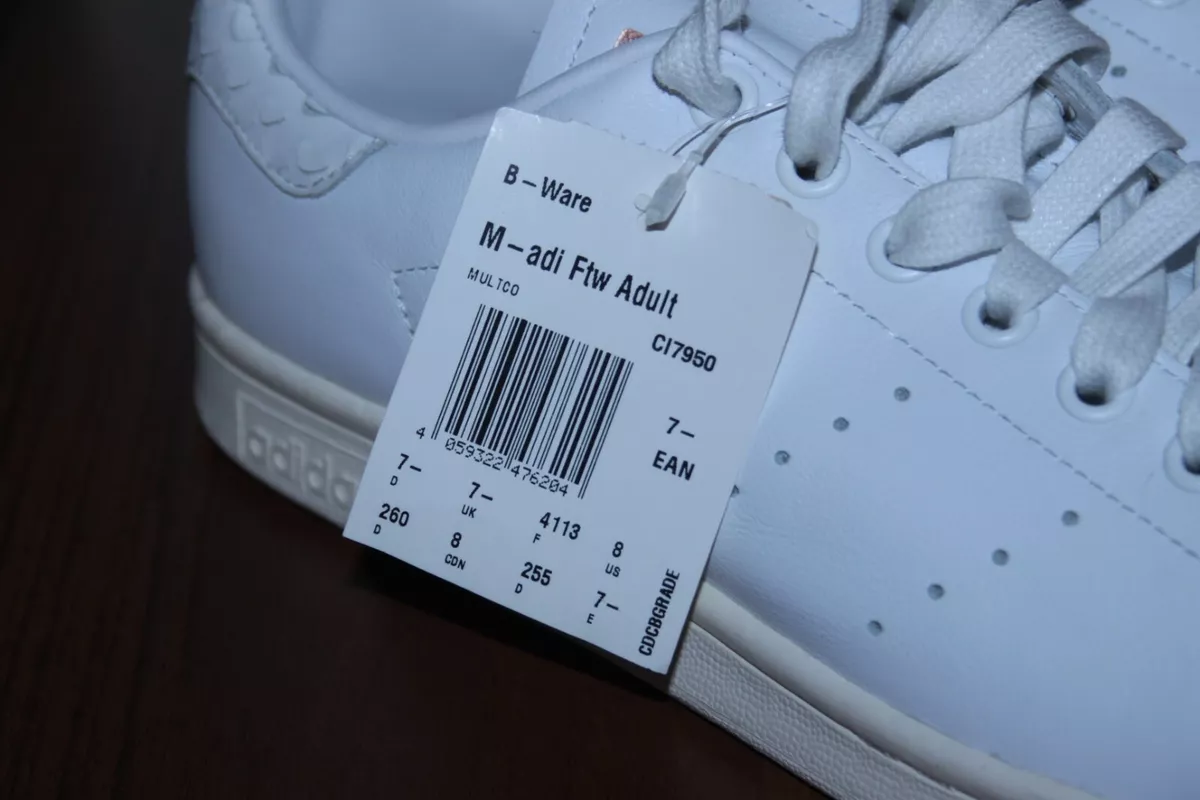 B-Ware
M-adi Ftw Adult
MULTCO
CI7950
7-
EAN
4 059322 476204
7- D
7- UK
4113 F
8 US
260 D
8 CDN
255 D
7- E
CDCBGRADE
adidas